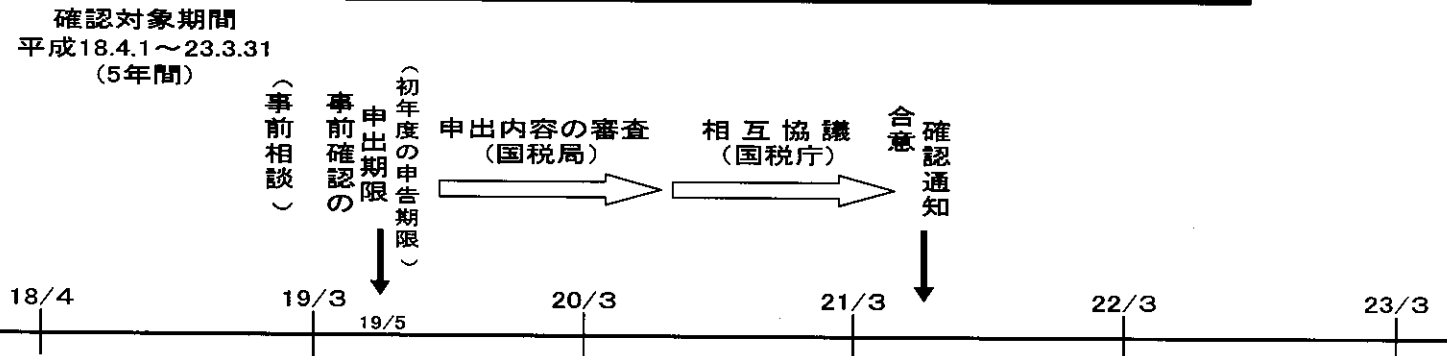 確認対象期間
平成18.4.1～23.3.31
(5年間)
(事前相談)
事前確認の
申出期限
(初年度の申告期限)
申出内容の審査
(国税局)
相互協議
(国税庁)
合意
確認通知
18/4
19/3
19/5
20/3
21/3
22/3
23/3